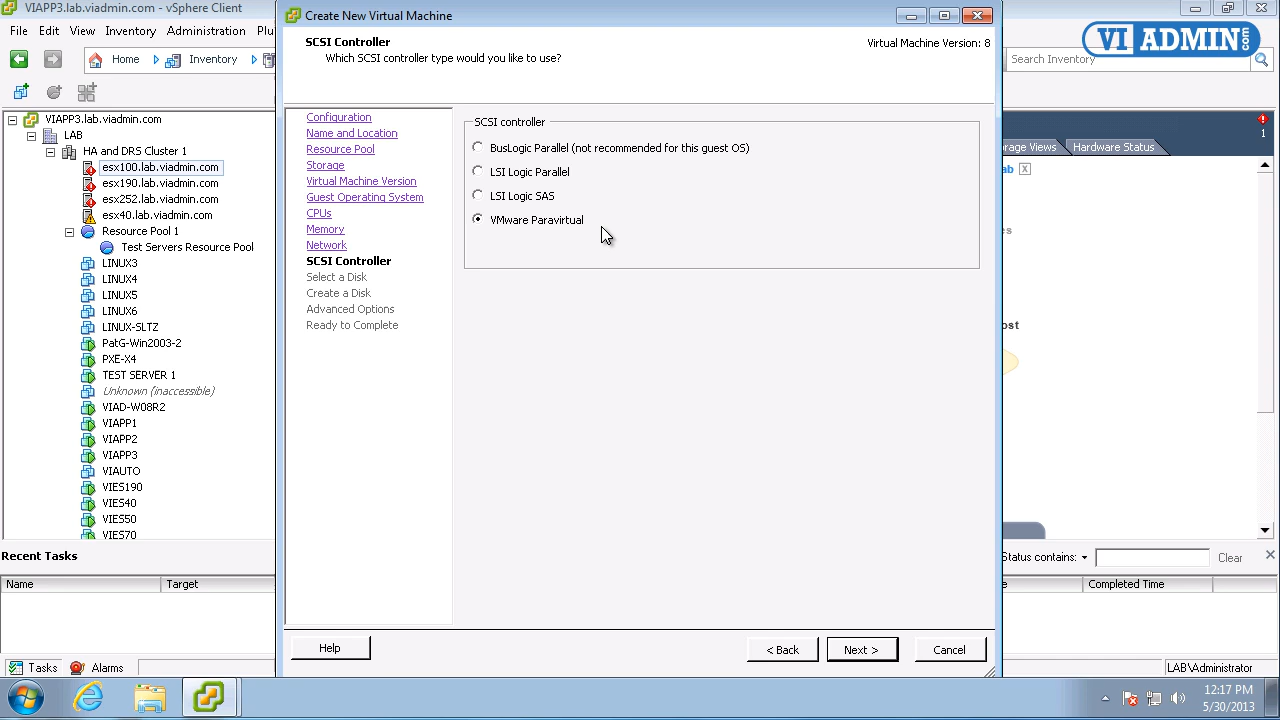 VIAPP3.lab.viadmin.com - vSphere Client
File Edit View Inventory Administration Plu
Home Inventory
VIAPP3.lab.viadmin.com
LAB
HA and DRS Cluster 1
esx100.lab.viadmin.com
esx190.lab.viadmin.com
esx252.lab.viadmin.com
esx40.lab.viadmin.com
Resource Pool 1
Test Servers Resource Pool
LINUX3
LINUX4
LINUX5
LINUX6
LINUX-SLTZ
PatG-Win2003-2
PXE-X4
TEST SERVER 1
Unknown (inaccessible)
VIAD-W08R2
VIAPP1
VIAPP2
VIAPP3
VIAUTO
VIES190
VIES40
VIES50
VIES70
Create New Virtual Machine
SCSI Controller
Which SCSI controller type would you like to use?
Virtual Machine Version: 8
Configuration
Name and Location
Resource Pool
Storage
Virtual Machine Version
Guest Operating System
CPUs
Memory
Network
SCSI Controller
Select a Disk
Create a Disk
Advanced Options
Ready to Complete
SCSI controller
BusLogic Parallel (not recommended for this guest OS)
LSI Logic Parallel
LSI Logic SAS
VMware Paravirtual
Help
< Back
Next >
Cancel
VI ADMIN.com
Search Inventory
1
rage Views Hardware Status
ab X
es
ost
Recent Tasks
Status contains: Clear
Name Target
e Completed Time
Tasks Alarms
LAB\Administrator
12:17 PM
5/30/2013